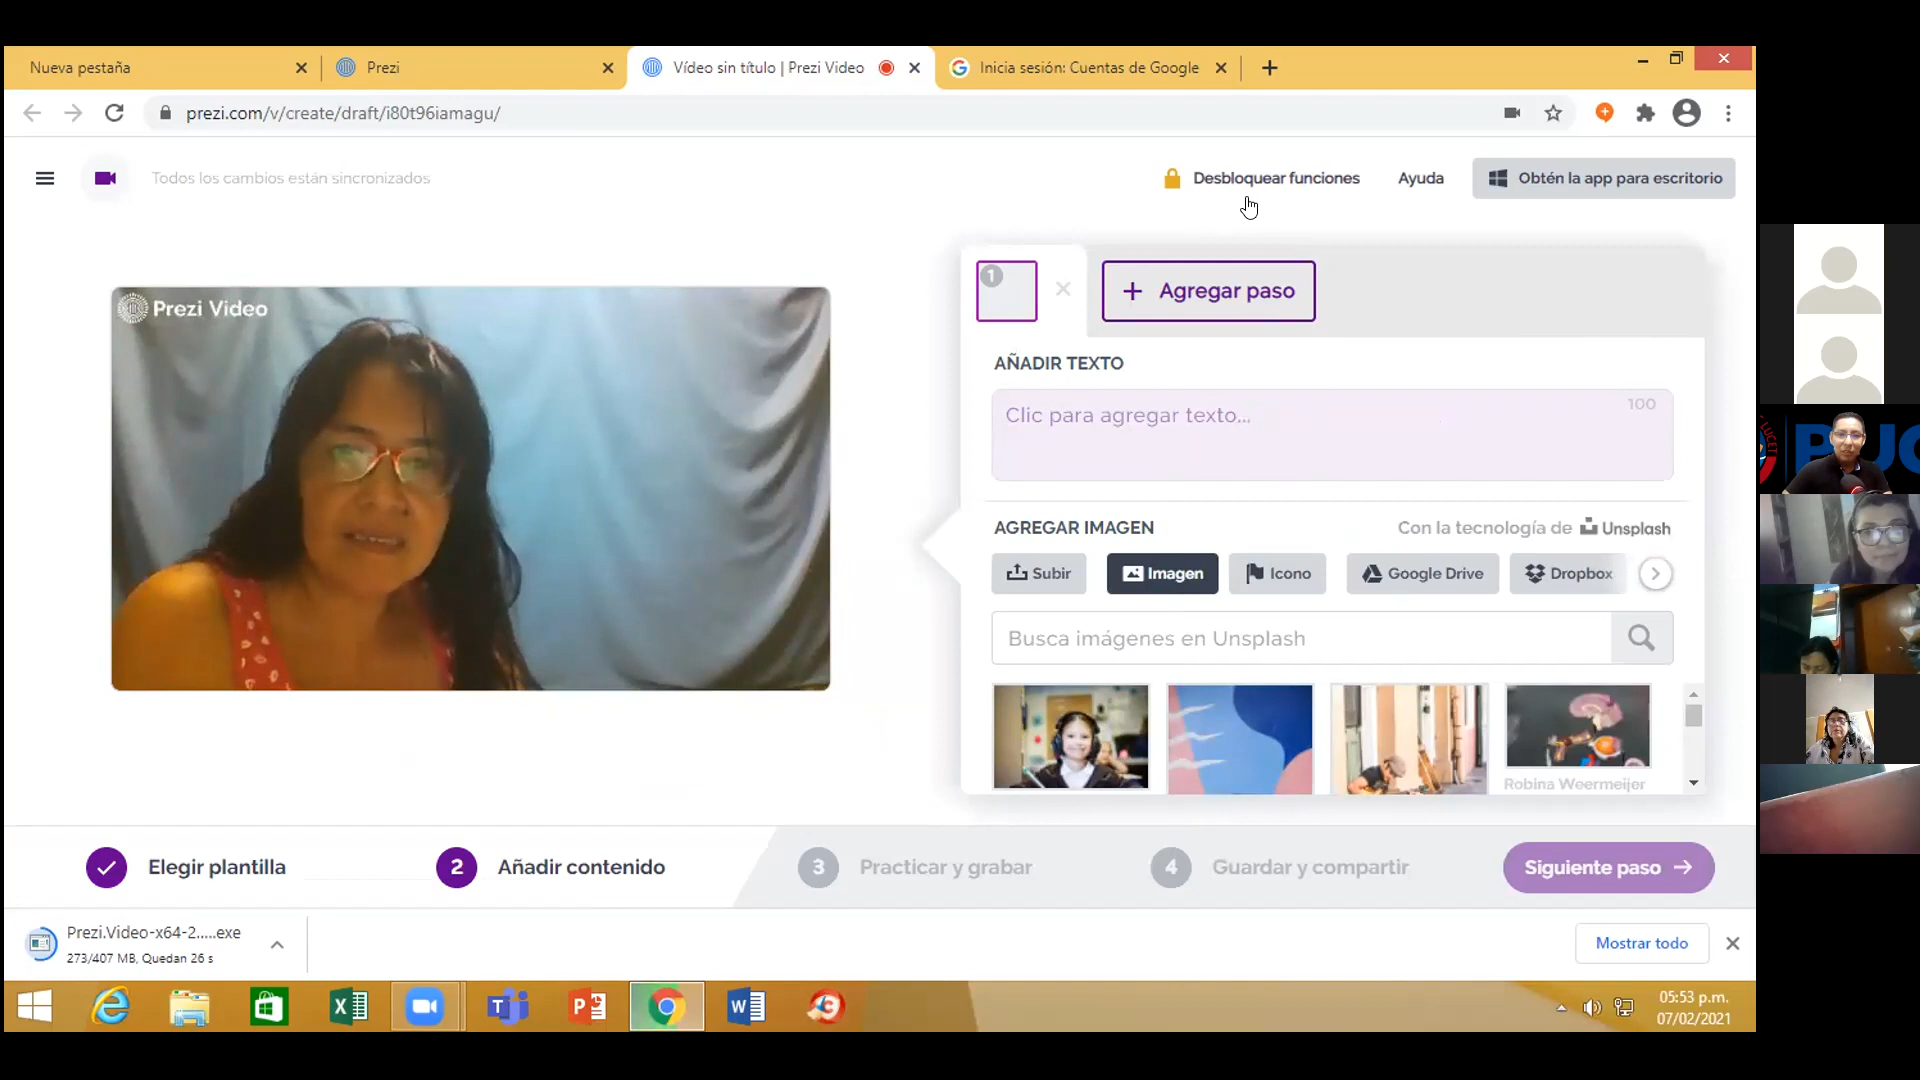 Nueva pestaña
Prezi
Vídeo sin título | Prezi Video
Inicia sesión: Cuentas de Google
prezi.com/v/create/draft/i80t96iamagu/
Todos los cambios están sincronizados
Desbloquear funciones
Ayuda
Obtén la app para escritorio
Prezi Video
1
Agregar paso
AÑADIR TEXTO
Clic para agregar texto...
100
AGREGAR IMAGEN
Con la tecnología de Unsplash
Subir
Imagen
Icono
Google Drive
Dropbox
Busca imágenes en Unsplash
Robina Weermeijer
LUCET
Elegir plantilla
2 Añadir contenido
3 Practicar y grabar
4 Guardar y compartir
Siguiente paso
Prezi.Video-x64-2.....exe
273/407 MB, Quedan 26 s
Mostrar todo
05:53 p.m.
07/02/2021